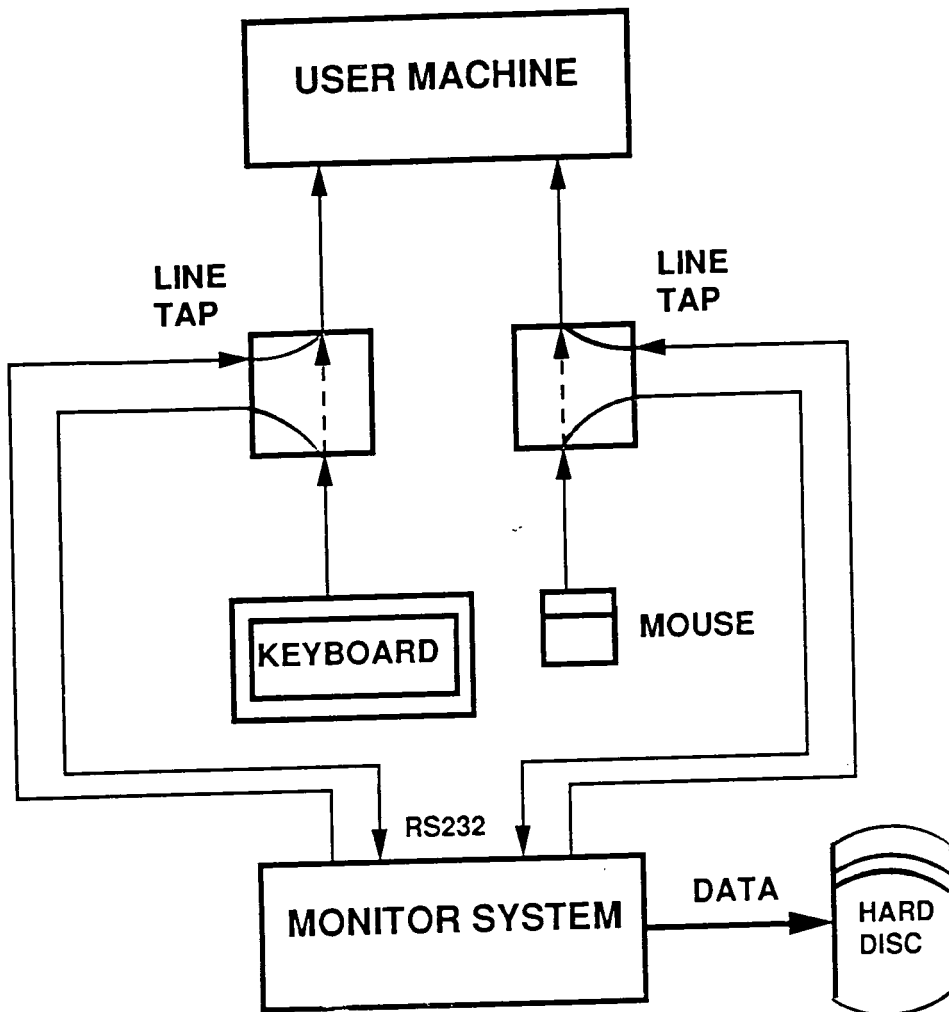 USER MACHINE
LINE
TAP
LINE
TAP
KEYBOARD
MOUSE
RS232
MONITOR SYSTEM
DATA
HARD
DISC